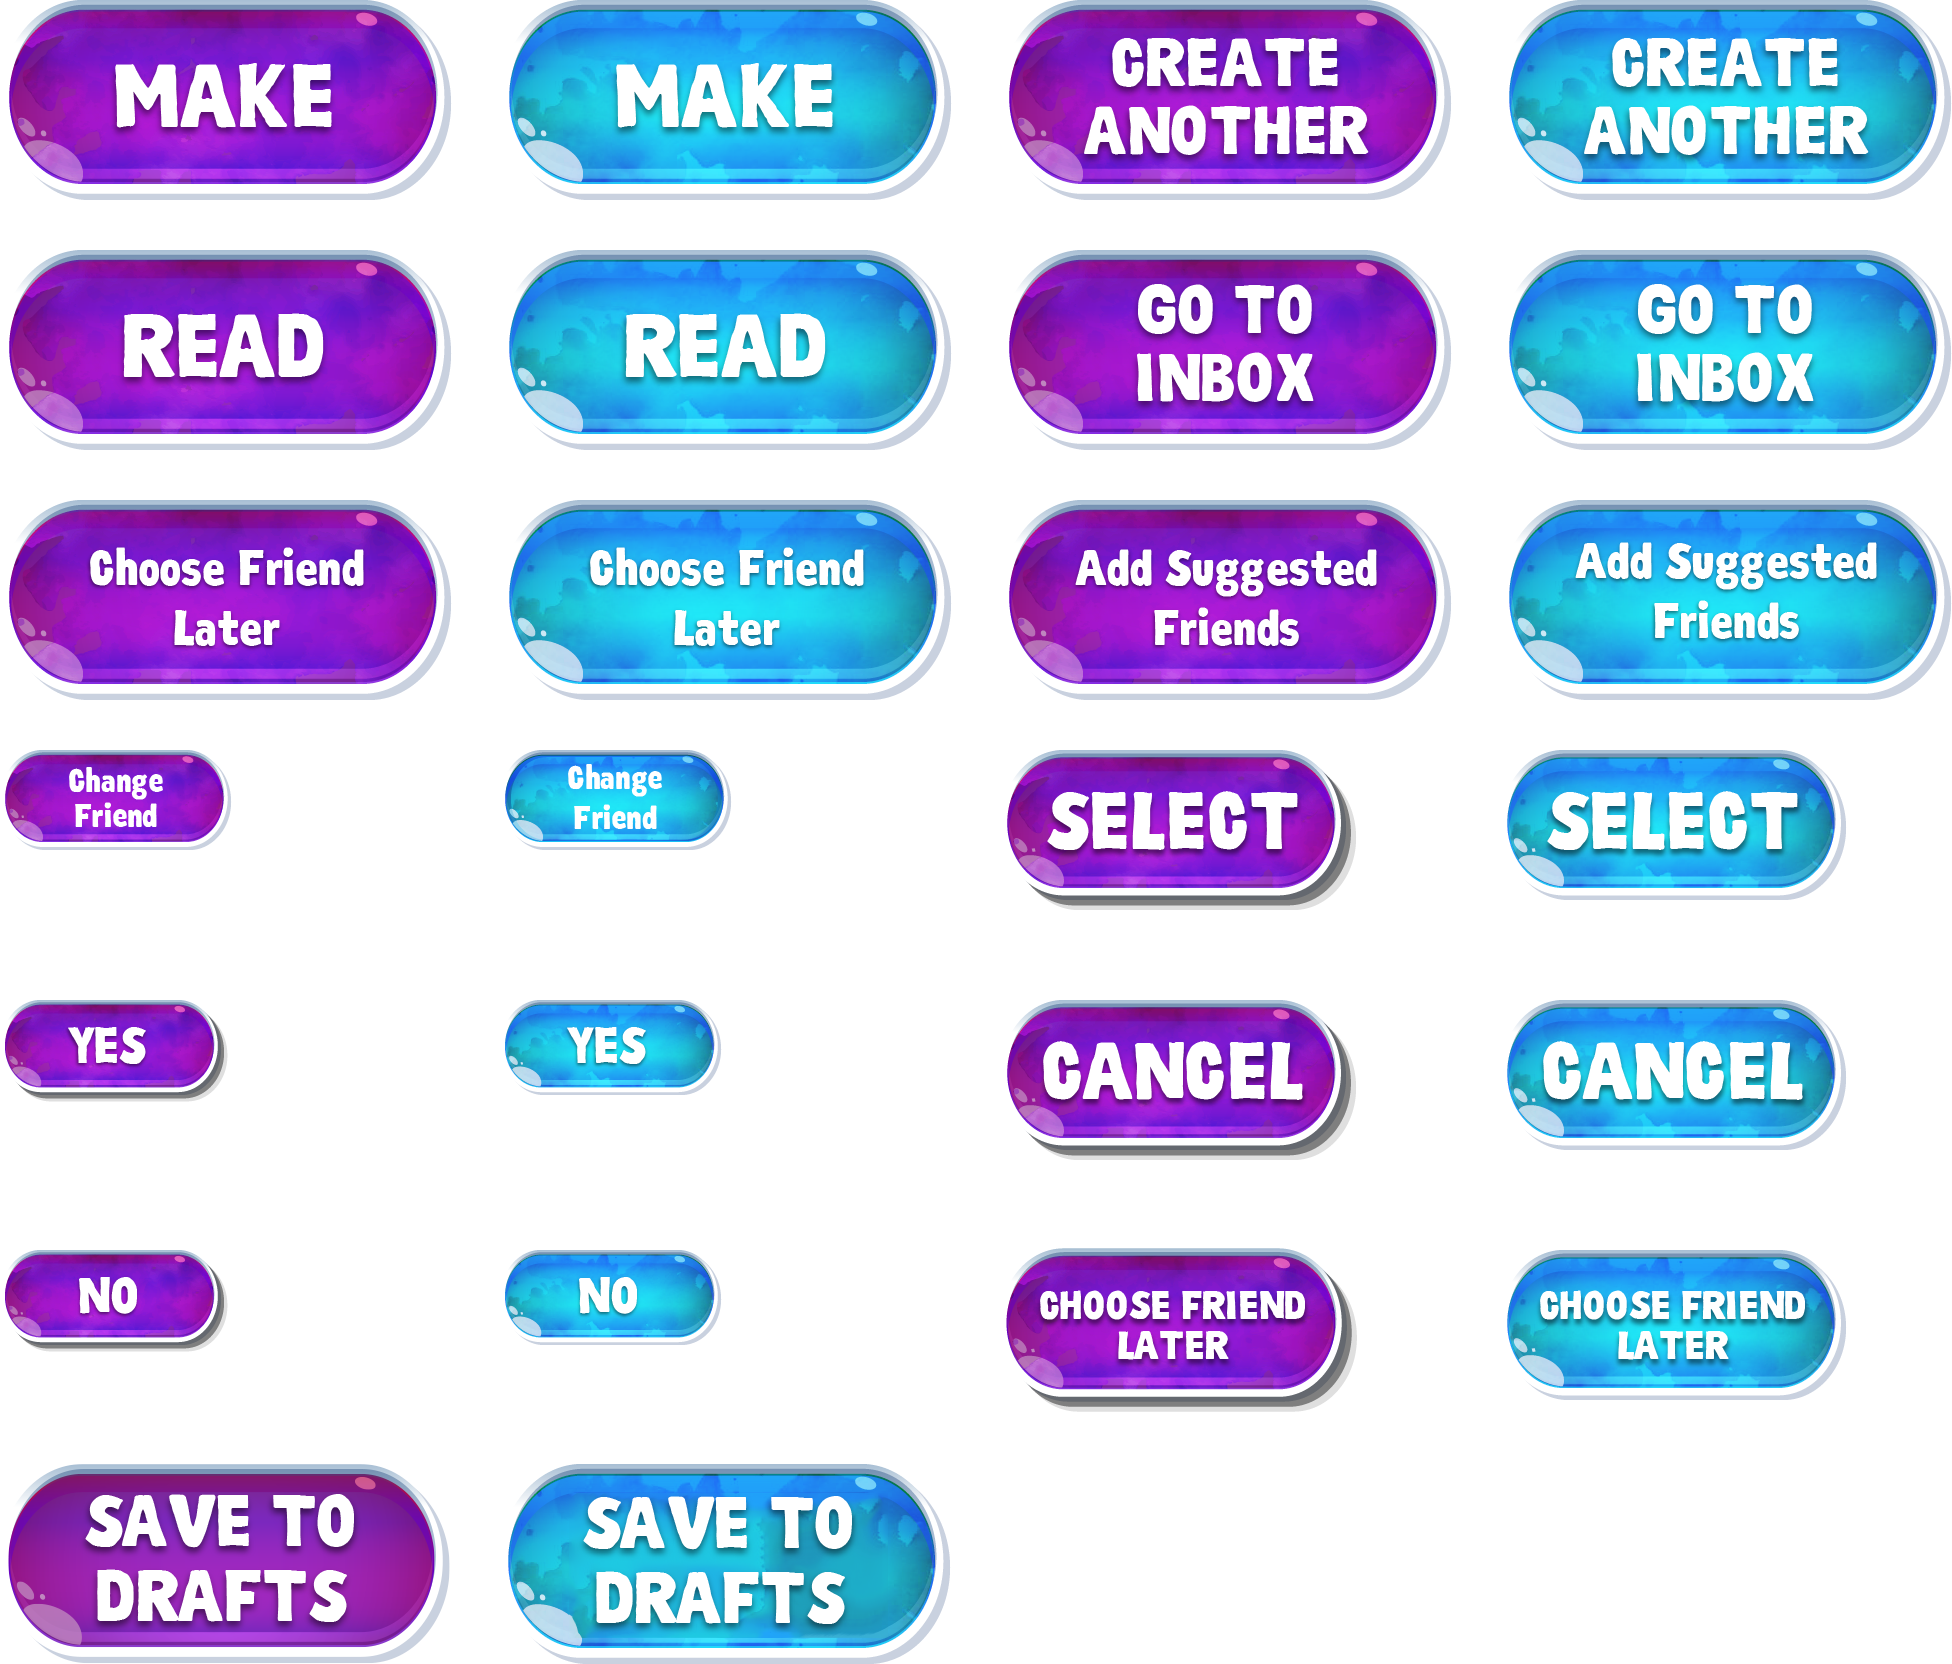 MAKE
MAKE
CREATE
ANOTHER
CREATE
ANOTHER
READ
READ
GO TO
INBOX
GO TO
INBOX
Choose Friend
Later
Choose Friend
Later
Add Suggested
Friends
Add Suggested
Friends
Change
Friend
Change
Friend
SELECT
SELECT
YES
YES
CANCEL
CANCEL
NO
NO
CHOOSE FRIEND
LATER
CHOOSE FRIEND
LATER
SAVE TO
DRAFTS
SAVE TO
DRAFTS